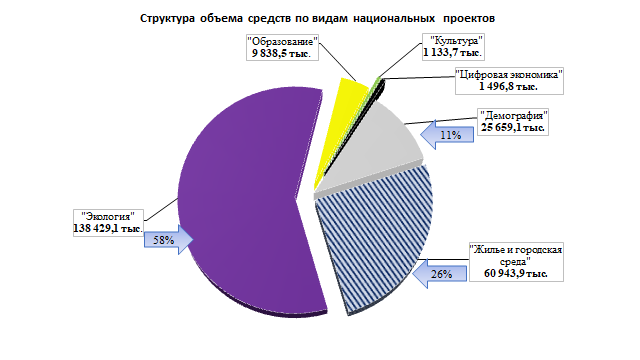 Структура объема средств по видам национальных проектов
"Образование"
9 838,5 тыс.
"Культура"
1 133,7 тыс.
"Цифровая экономика"
1 496,8 тыс.
"Демография"
25 659,1 тыс.
11%
"Экология"
138 429,1 тыс.
58%
"Жилье и городская
среда"
60 943,9 тыс.
26%